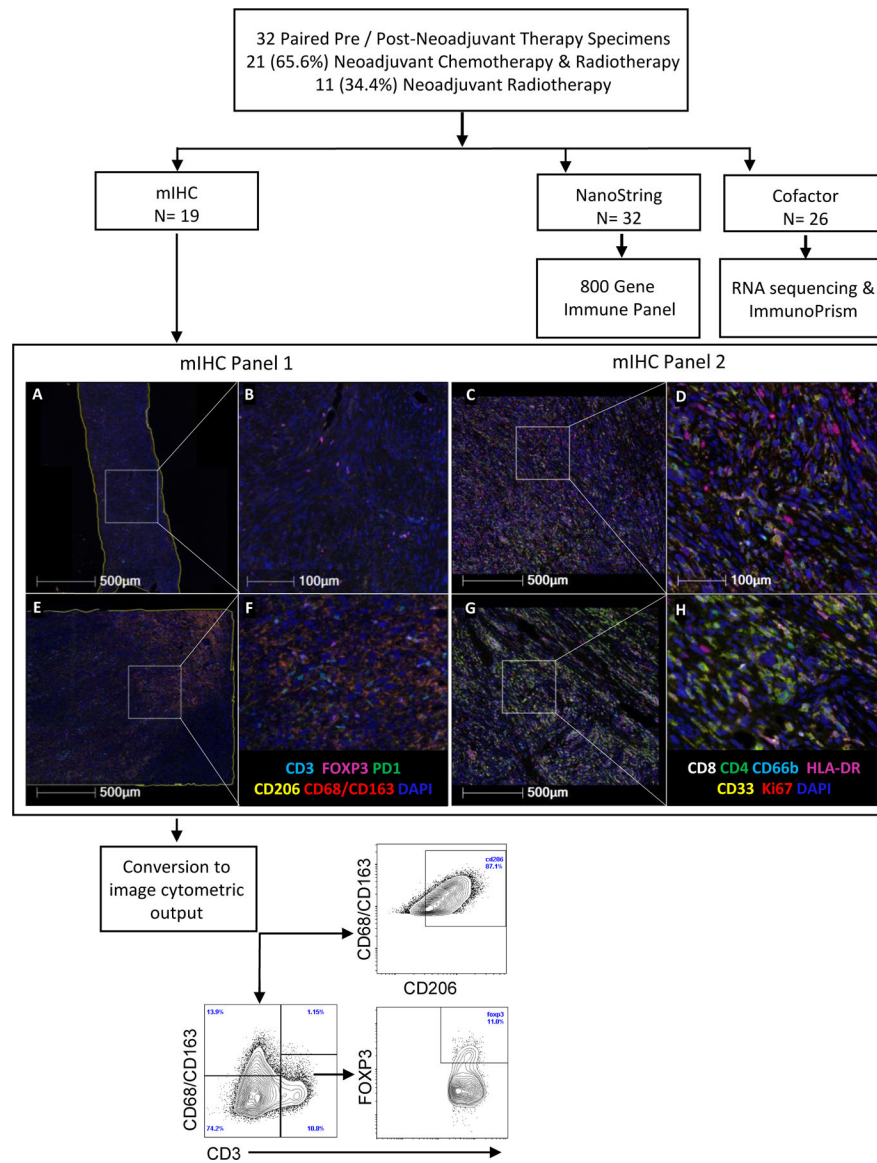 32 Paired Pre / Post-Neoadjuvant Therapy Specimens
21 (65.6%) Neoadjuvant Chemotherapy & Radiotherapy
11 (34.4%) Neoadjuvant Radiotherapy
mIHC
N= 19
NanoString
N= 32
Cofactor
N= 26
800 Gene
Immune Panel
RNA sequencing &
ImmunoPrism
mIHC Panel 1
mIHC Panel 2
A
500µm
B
100µm
C
500µm
D
100µm
E
500µm
F
CD3 FOXP3 PD1
CD206 CD68/CD163 DAPI
G
500µm
H
CD8 CD4 CD66b HLA-DR
CD33 Ki67 DAPI
Conversion to
image cytometric
output
CD68/CD163
cd206
87.1%
CD206
CD68/CD163
13.9%
1.15%
74.2%
10.8%
CD3
FOXP3
foxp3
11.0%